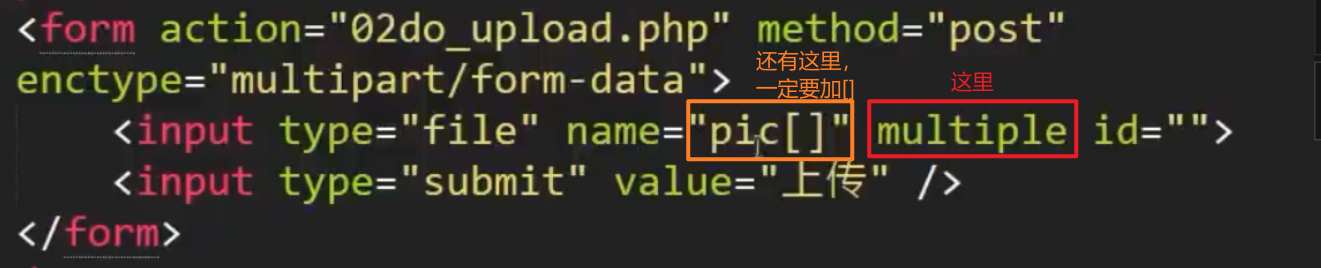 <form action="02do_upload.php" method="post"
还有这里，
一定要加[]
这里
enctype="multipart/form-data">
<input type="file" name="pic[]" multiple id="">
<input type="submit" value="上传" />
</form>